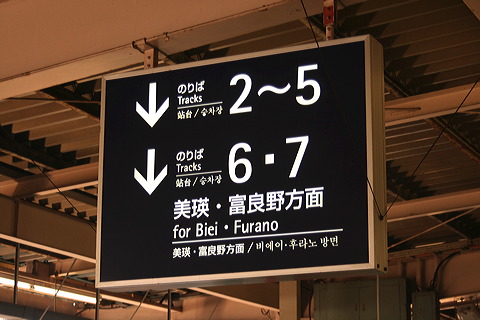 ↓ のりば 2〜5
Tracks
站台 / 승차장
↓ のりば 6・7
Tracks
站台 / 승차장
美瑛・富良野方面
for Biei・Furano
美瑛・富良野方面 / 비에이·후라노 방면